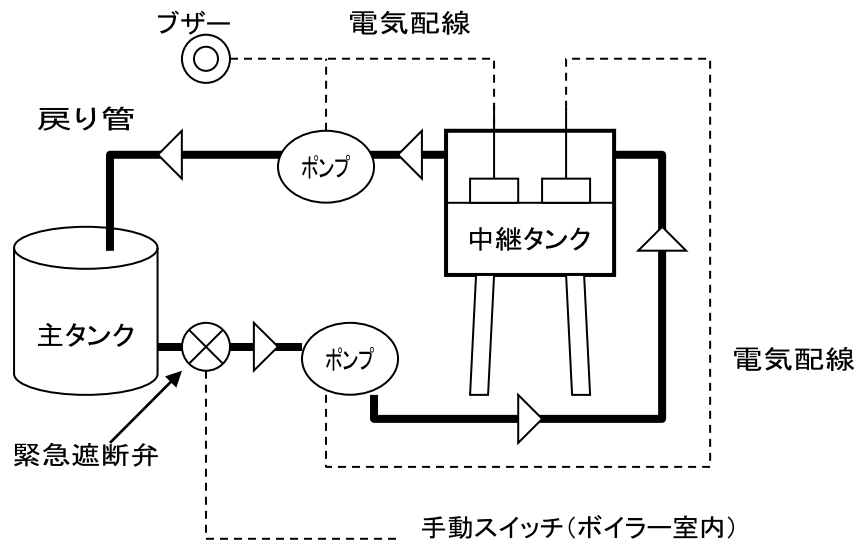 ブザー
電気配線
戻り管
ポンプ
中継タンク
主タンク
ポンプ
電気配線
緊急遮断弁
手動スイッチ（ボイラー室内）